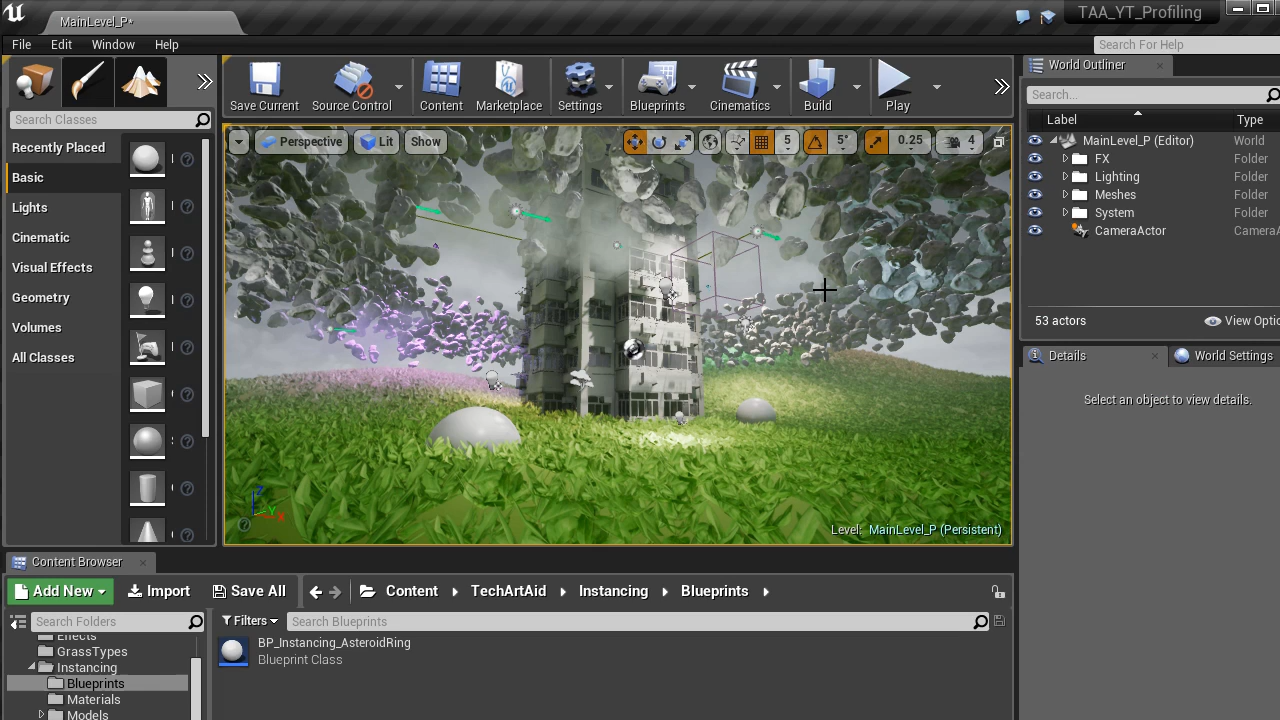 MainLevel_P*
TAA_YT_Profiling
File Edit Window Help
Search For Help
Search Classes
Recently Placed
Basic
Lights
Cinematic
Visual Effects
Geometry
Volumes
All Classes
Save Current
Source Control
Content
Marketplace
Settings
Blueprints
Cinematics
Build
Play
Perspective
Lit
Show
5
5°
0.25
4
Z
Y
X
Level: MainLevel_P (Persistent)
World Outliner
Search...
Label Type
MainLevel_P (Editor) World
FX Folder
Lighting Folder
Meshes Folder
System Folder
CameraActor CameraA
53 actors
View Optio
Details
World Settings
Select an object to view details.
Content Browser
Add New
Import
Save All
Content
TechArtAid
Instancing
Blueprints
Search Folders
Effects
GrassTypes
Instancing
Blueprints
Materials
Models
Filters
Search Blueprints
BP_Instancing_AsteroidRing
Blueprint Class